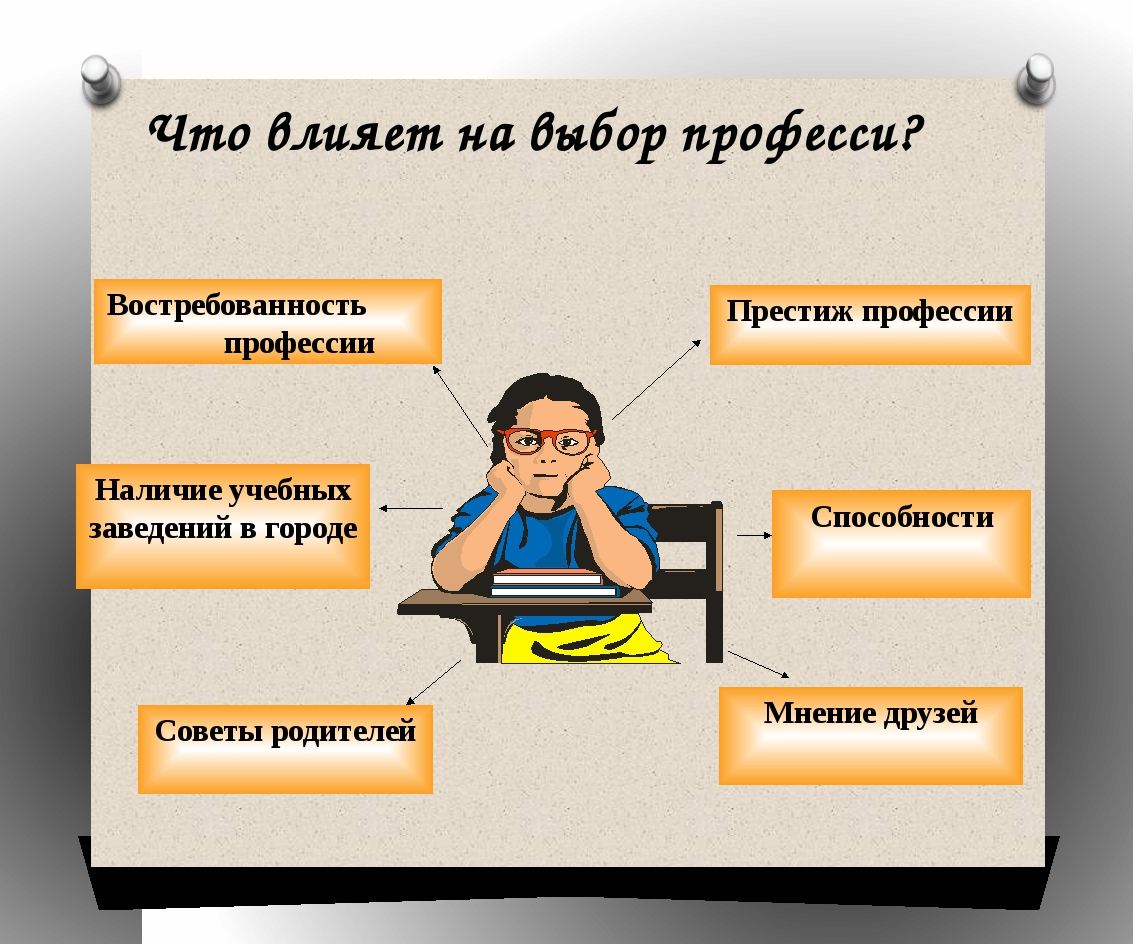 Что влияет на выбор професси?
Востребованность
профессии
Престиж профессии
Наличие учебных
заведений в городе
Способности
Советы родителей
Мнение друзей